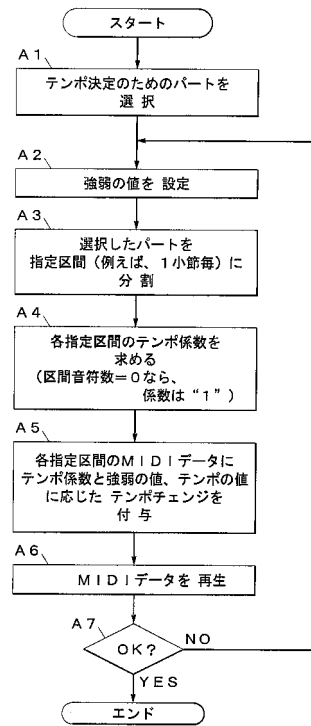 スタート
A1
テンポ決定のためのパートを
選 択
A2
強弱の値を 設定
A3
選択したパートを
指定区間（例えば、1小節毎）に
分 割
A4
各指定区間のテンポ係数を
求める
（区間音符数＝0なら、
係数は“1”）
A5
各指定区間のMIDIデータに
テンポ係数と強弱の値、テンポの値
に応じた テンポチェンジを
付 与
A6
MIDIデータを 再生
A7
OK?
NO
YES
エンド